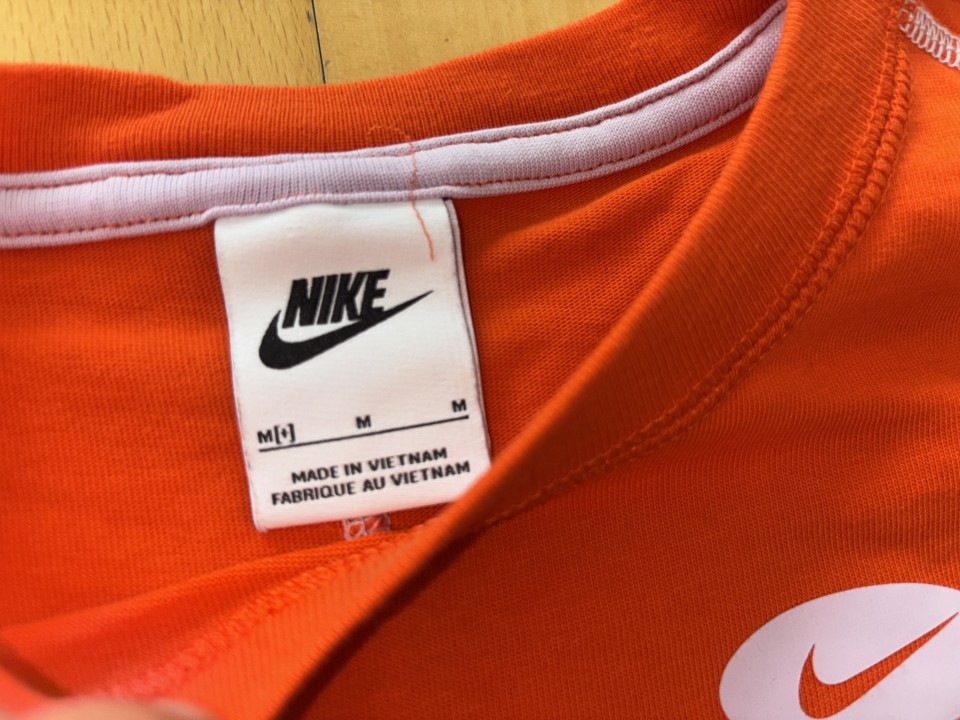 NIKE
M[+] M M
MADE IN VIETNAM
FABRIQUE AU VIETNAM